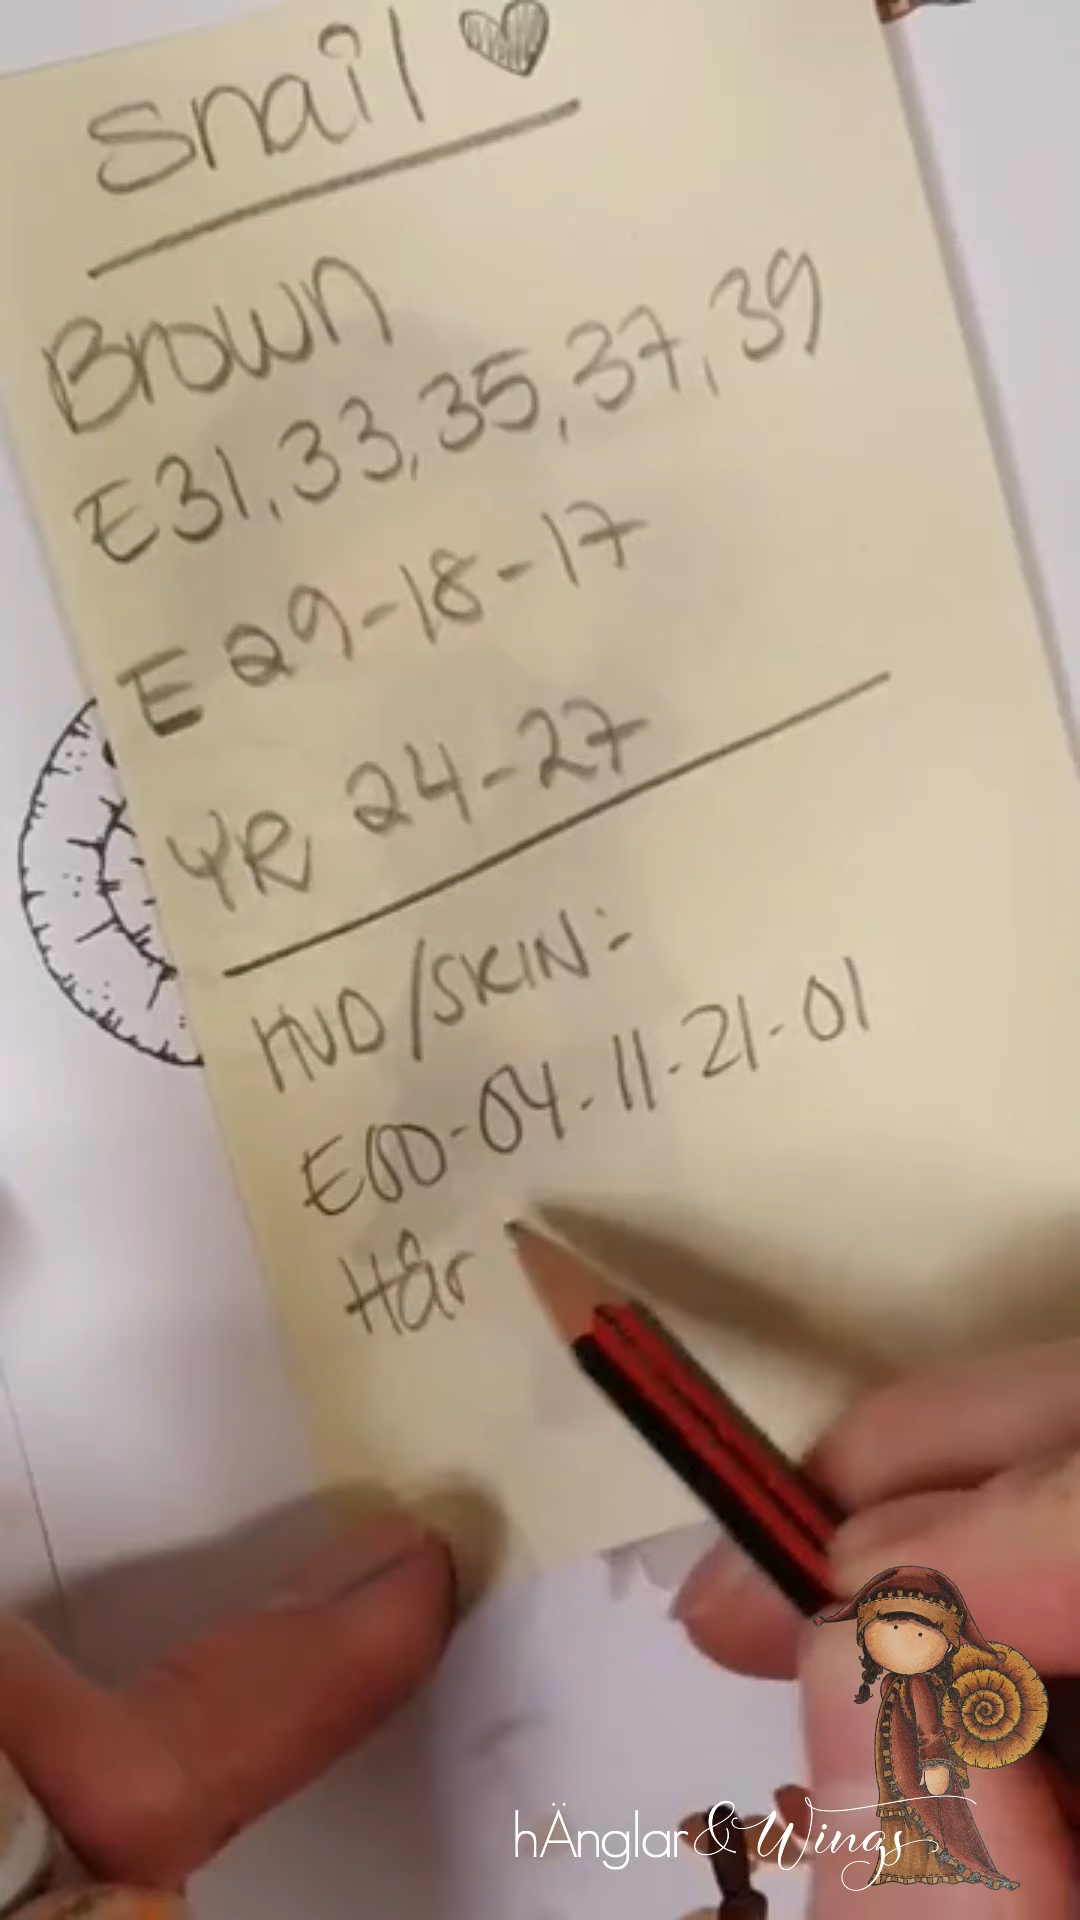 Snail
Brown
E31, 33, 35, 37, 39
E 29-18-17
YR 24-27
HUD/SKIN:-
E00-04-11-21-01
Hår
hÄnglar & Wings